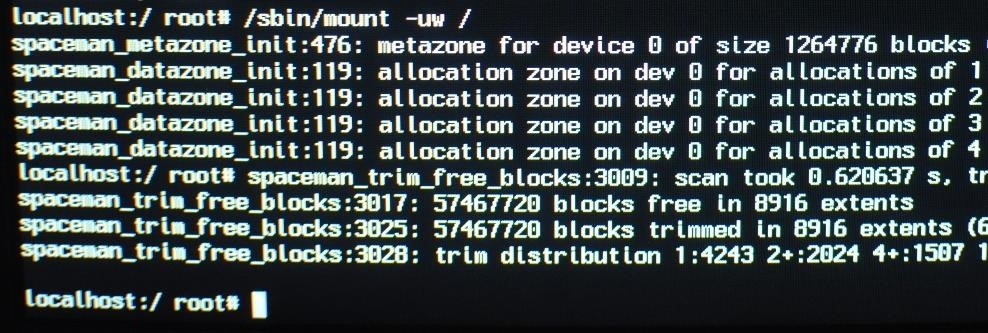 localhost:/ root# /sbin/mount -uw /
spaceman_metazone_init:476: metazone for device 0 of size 1264776 blocks
spaceman_datazone_init:119: allocation zone on dev 0 for allocations of 1
spaceman_datazone_init:119: allocation zone on dev 0 for allocations of 2
spaceman_datazone_init:119: allocation zone on dev 0 for allocations of 3
spaceman_datazone_init:119: allocation zone on dev 0 for allocations of 4
localhost:/ root# spaceman_trim_free_blocks:3009: scan took 0.620637 s, tr
spaceman_trim_free_blocks:3017: 57467720 blocks free in 8916 extents
spaceman_trim_free_blocks:3025: 57467720 blocks trimmed in 8916 extents (6
spaceman_trim_free_blocks:3028: trim distribution 1:4243 2+:2024 4+:1507 1
localhost:/ root#